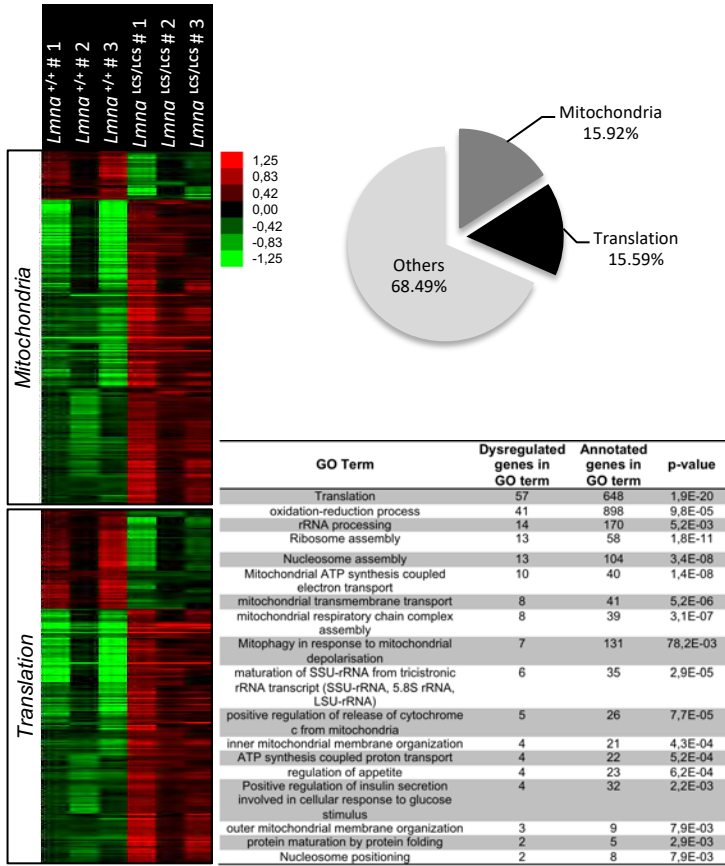 Lmna +/+ # 1
Lmna +/+ # 2
Lmna +/+ # 3
Lmna LCS/LCS # 1
Lmna LCS/LCS # 2
Lmna LCS/LCS # 3
Mitochondria
Translation
1,25
0,83
0,42
0,00
-0,42
-0,83
-1,25
Mitochondria
15.92%
Translation
15.59%
Others
68.49%
GO Term Dysregulated genes in GO term Annotated genes in GO term p-value
Translation 57 648 1,9E-20
oxidation-reduction process 41 898 9,8E-05
rRNA processing 14 170 5,2E-03
Ribosome assembly 13 58 1,8E-11
Nucleosome assembly 13 104 3,4E-08
Mitochondrial ATP synthesis coupled 10 40 1,4E-08
electron transport
mitochondrial transmembrane transport 8 41 5,2E-06
mitochondrial respiratory chain complex 8 39 3,1E-07
assembly
Mitophagy in response to mitochondrial 7 131 78,2E-03
depolarisation
maturation of SSU-rRNA from tricistronic 6 35 2,9E-05
rRNA transcript (SSU-rRNA, 5.8S rRNA,
LSU-rRNA)
positive regulation of release of cytochrome 5 26 7,7E-05
c from mitochondria
inner mitochondrial membrane organization 4 21 4,3E-04
ATP synthesis coupled proton transport 4 22 5,2E-04
regulation of appetite 4 23 6,2E-04
Positive regulation of insulin secretion 4 32 2,2E-03
involved in cellular response to glucose
stimulus
outer mitochondrial membrane organization 3 9 7,9E-03
protein maturation by protein folding 2 5 2,9E-03
Nucleosome positioning 2 8 7,9E-03